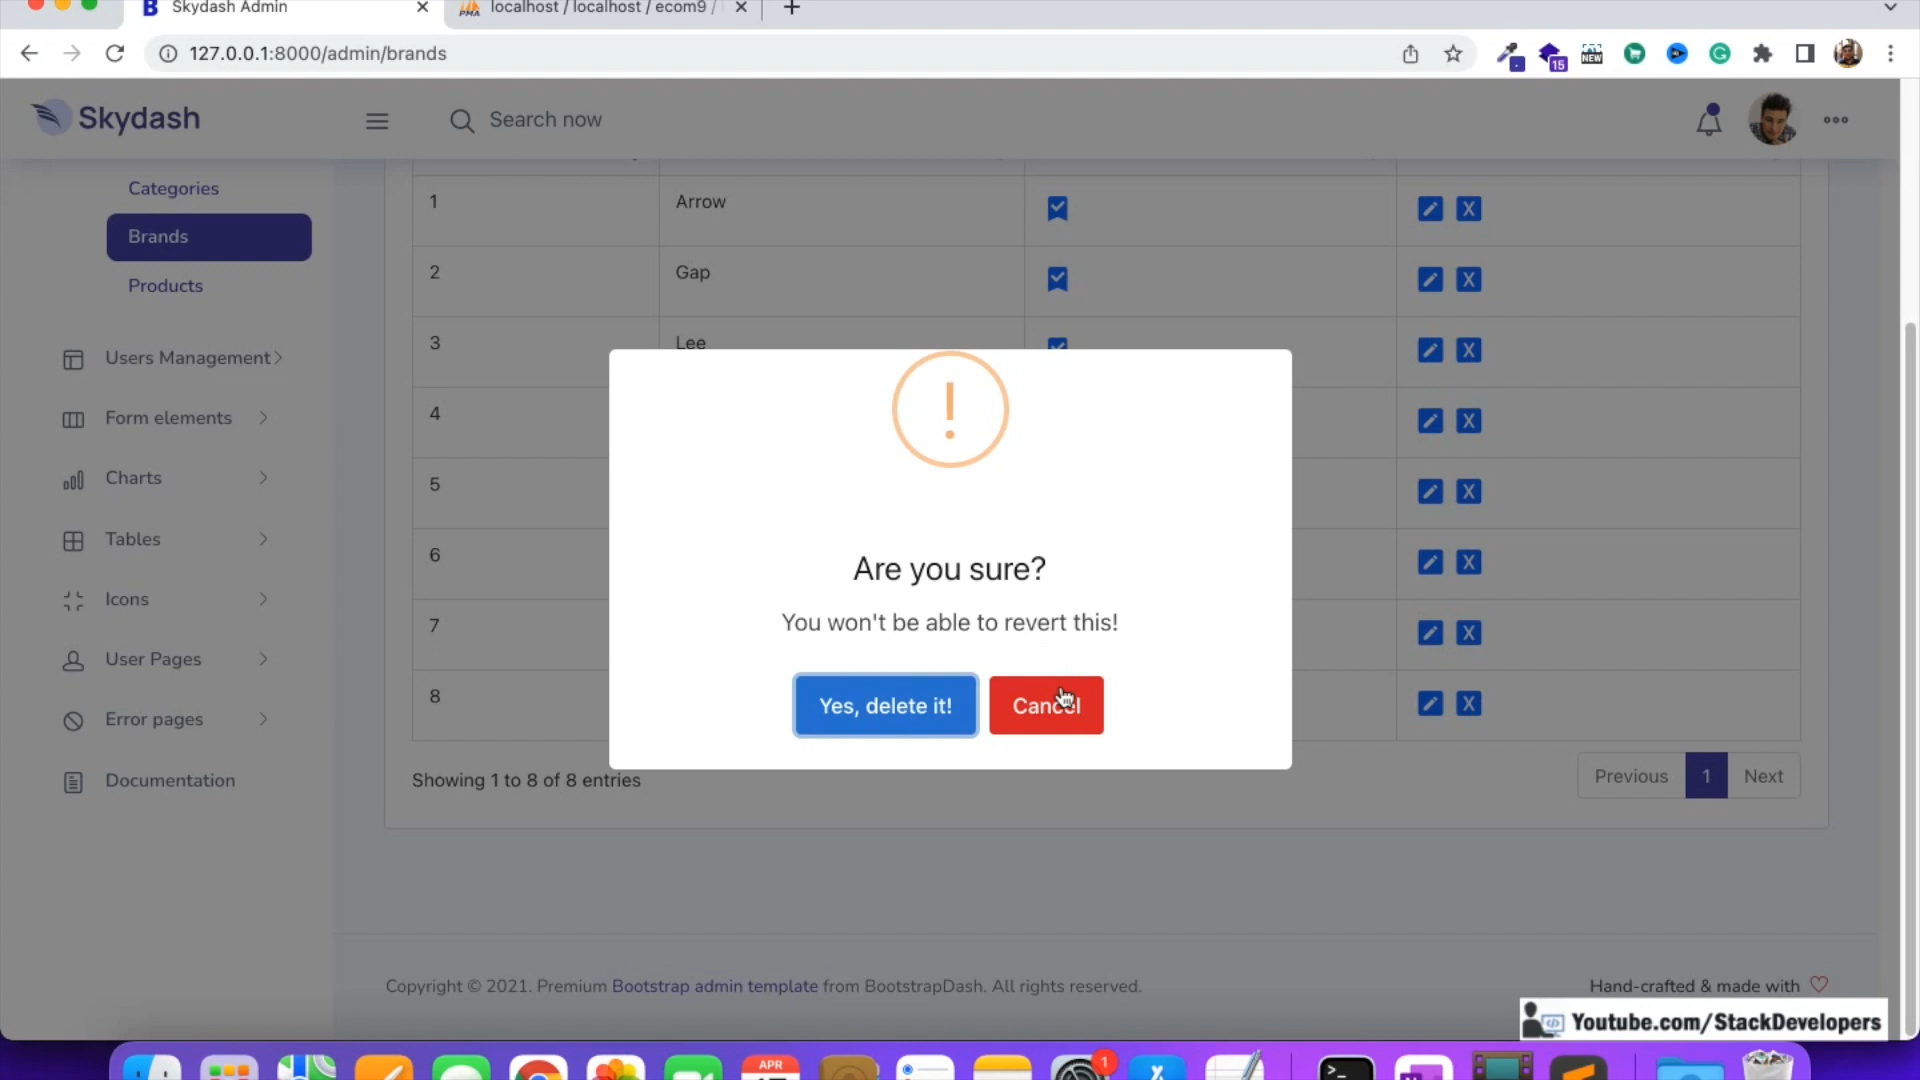 Skydash Admin
localhost / localhost / ecom9 /
127.0.0.1:8000/admin/brands
15
NEW
Skydash
Search now
Categories
Brands
Products
Users Management
Form elements
Charts
Tables
Icons
User Pages
Error pages
Documentation
1 Arrow X
2 Gap X
3 Lee X
4 X
5 X
6 X
7 X
8 X
Are you sure?
You won't be able to revert this!
Yes, delete it!
Cancel
Showing 1 to 8 of 8 entries
Previous 1 Next
Copyright © 2021. Premium Bootstrap admin template from BootstrapDash. All rights reserved.
Hand-crafted & made with
Youtube.com/StackDevelopers
APR
1